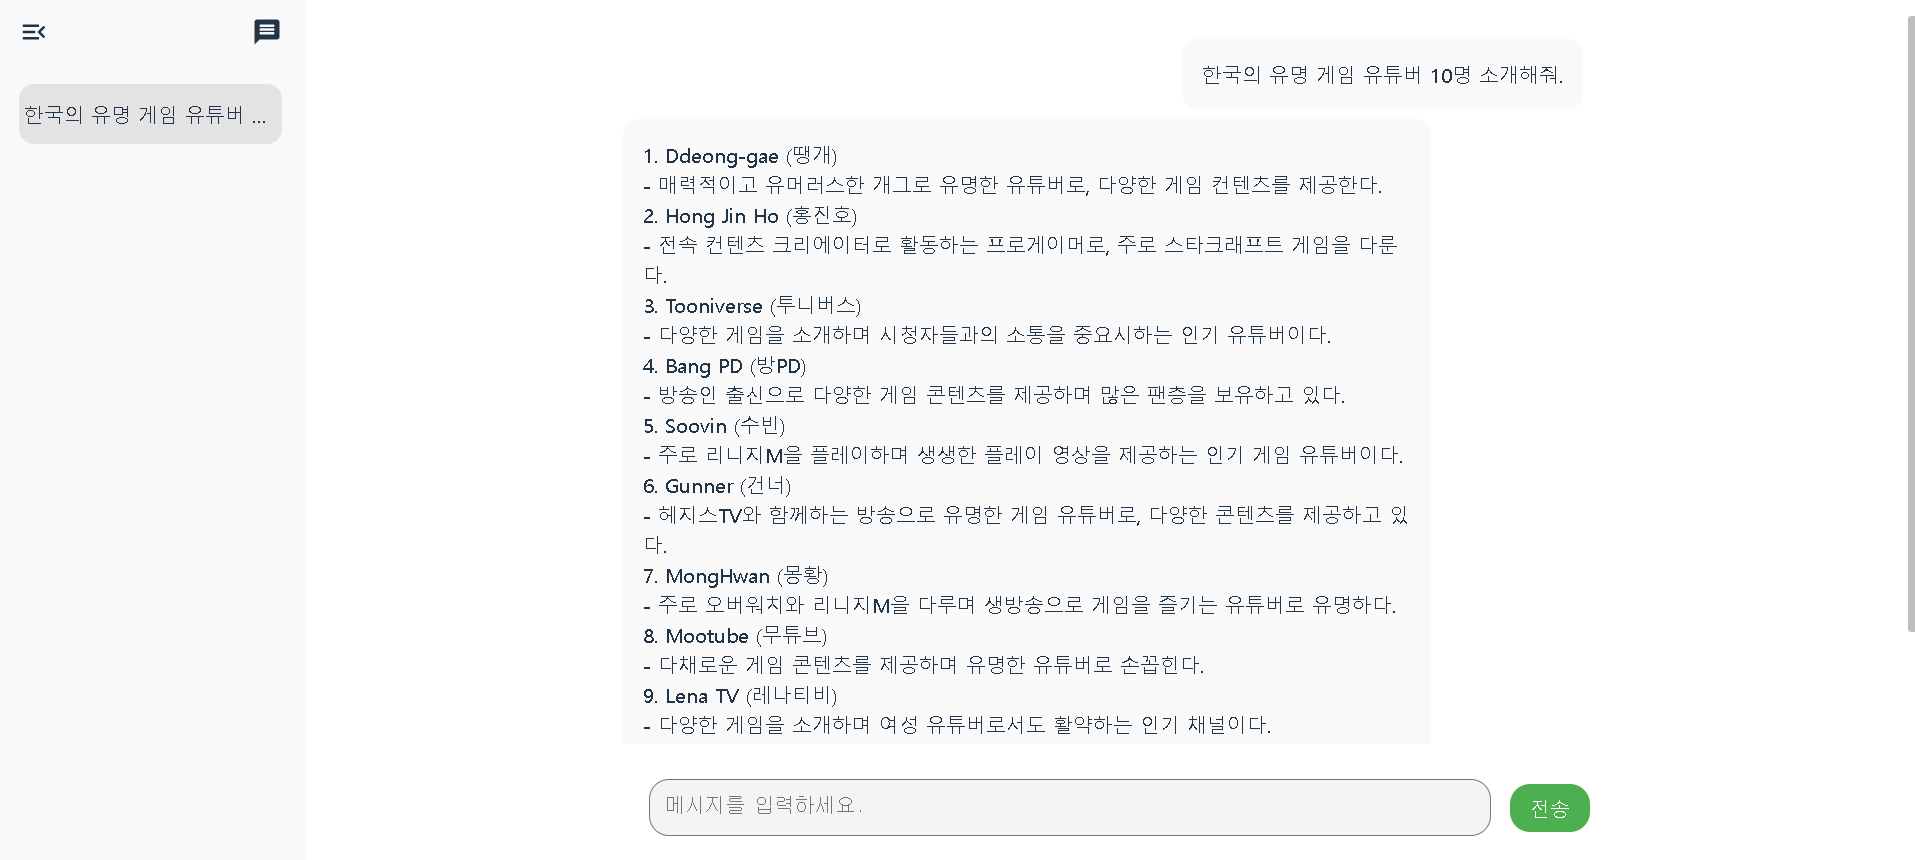 한국의 유명 게임 유튜버 ...
한국의 유명 게임 유튜버 10명 소개해줘.
1. Ddeong-gae (땡개)
- 매력적이고 유머러스한 개그로 유명한 유튜버로, 다양한 게임 컨텐츠를 제공한다.
2. Hong Jin Ho (홍진호)
- 전속 컨텐츠 크리에이터로 활동하는 프로게이머로, 주로 스타크래프트 게임을 다룬
다.
3. Tooniverse (투니버스)
- 다양한 게임을 소개하며 시청자들과의 소통을 중요시하는 인기 유튜버이다.
4. Bang PD (방PD)
- 방송인 출신으로 다양한 게임 콘텐츠를 제공하며 많은 팬층을 보유하고 있다.
5. Soovin (수빈)
- 주로 리니지M을 플레이하며 생생한 플레이 영상을 제공하는 인기 게임 유튜버이다.
6. Gunner (건너)
- 헤지스TV와 함께하는 방송으로 유명한 게임 유튜버로, 다양한 콘텐츠를 제공하고 있
다.
7. MongHwan (몽황)
- 주로 오버워치와 리니지M을 다루며 생방송으로 게임을 즐기는 유튜버로 유명하다.
8. Mootube (무튜브)
- 다채로운 게임 콘텐츠를 제공하며 유명한 유튜버로 손꼽힌다.
9. Lena TV (레나티비)
- 다양한 게임을 소개하며 여성 유튜버로서도 활약하는 인기 채널이다.
메시지를 입력하세요.
전송